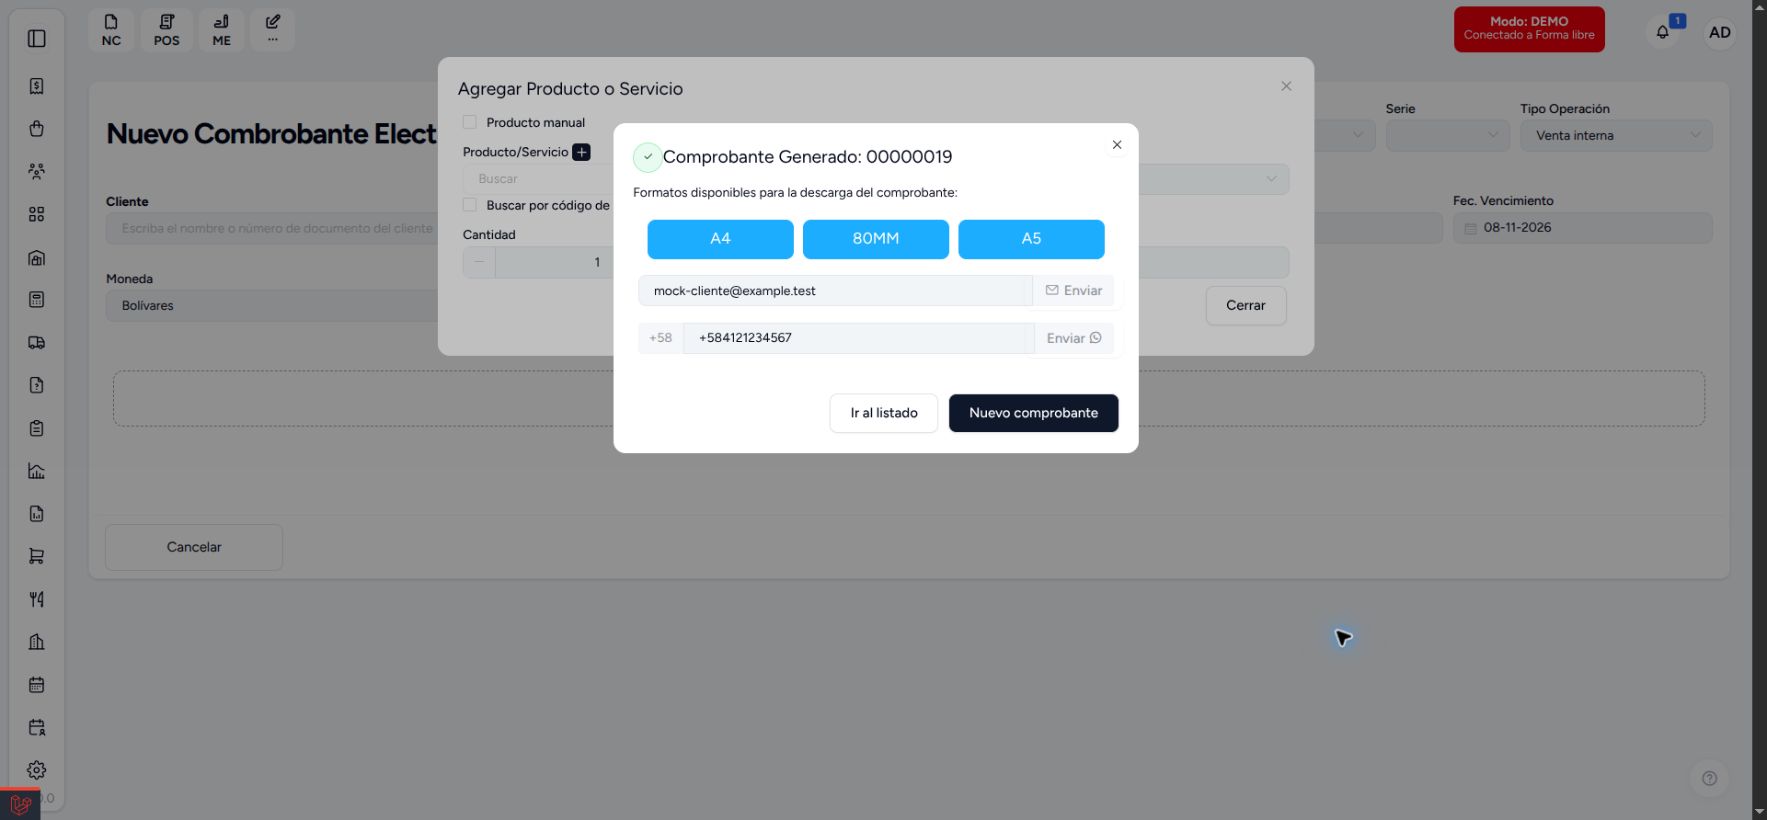 NC
POS
ME
...
Modo: DEMO
Conectado a Forma libre
1
AD
Agregar Producto o Servicio
Producto manual
Producto/Servicio
Buscar
Buscar por código de
Cantidad
1
Cerrar
Nuevo Combrobante Elect
Serie
Tipo Operación
Venta interna
Cliente
Escriba el nombre o número de documento del cliente
Fec. Vencimiento
08-11-2026
Moneda
Bolívares
Comprobante Generado: 00000019
Formatos disponibles para la descarga del comprobante:
A4
80MM
A5
mock-cliente@example.test
Enviar
+58
+584121234567
Enviar
Ir al listado
Nuevo comprobante
Cancelar